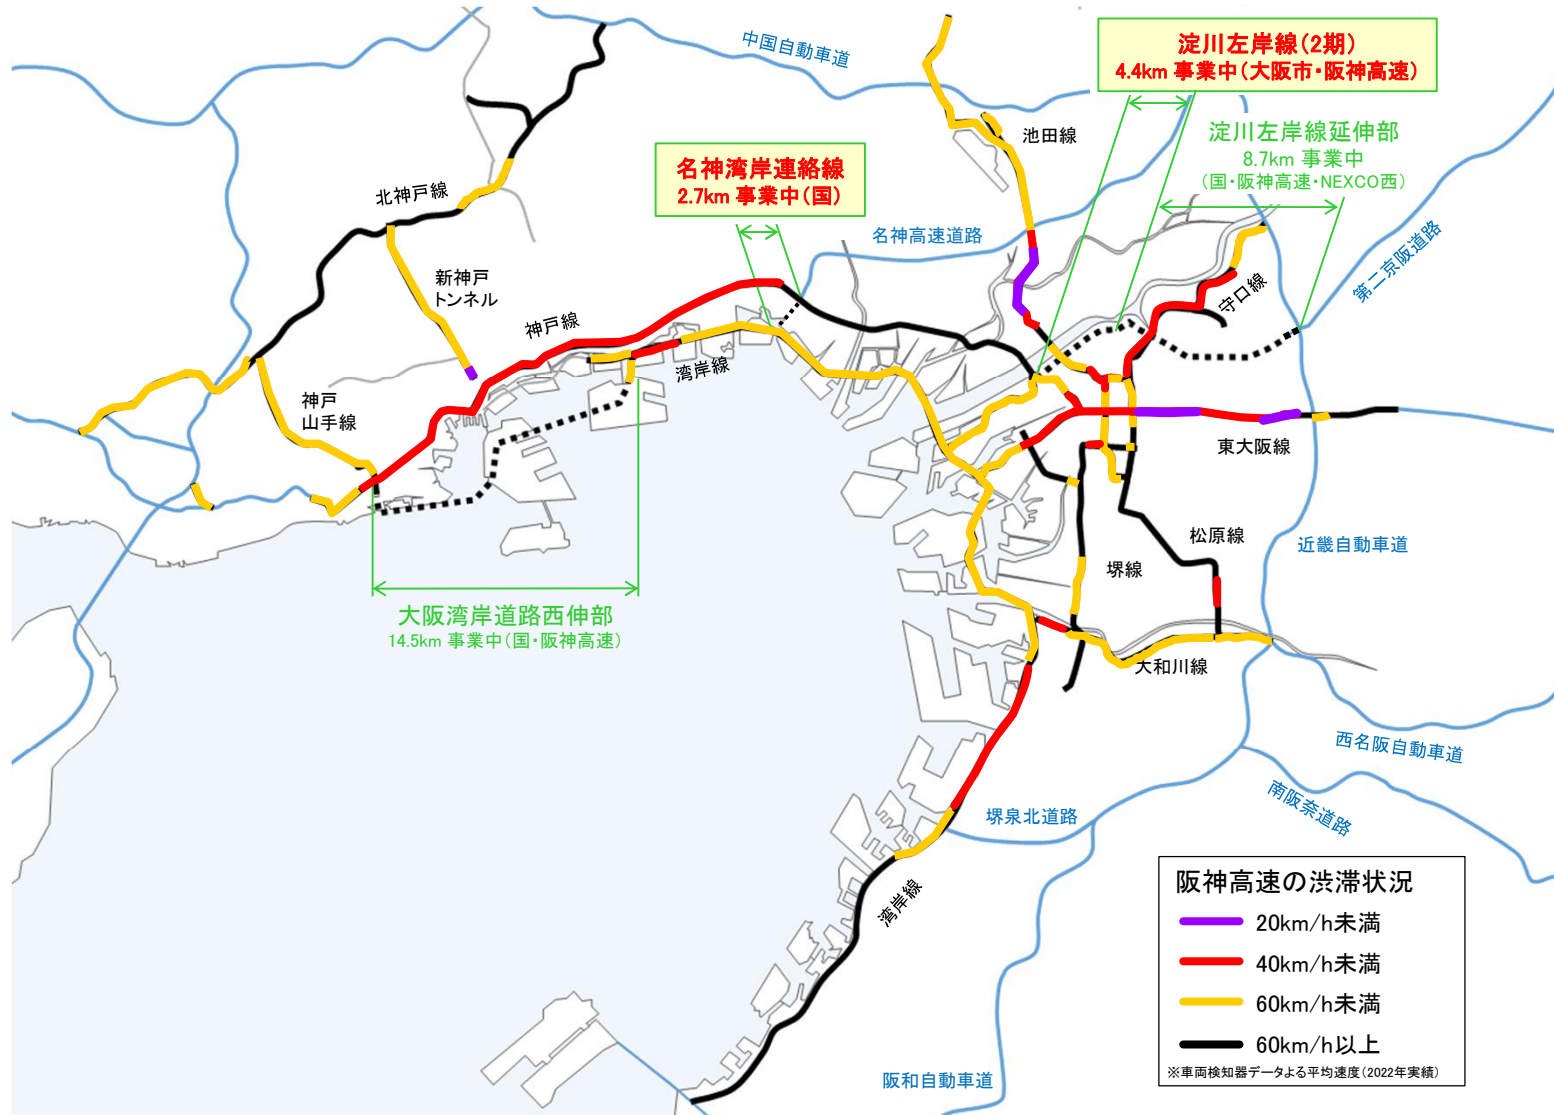 中国自動車道
淀川左岸線(2期)
4.4km 事業中(大阪市・阪神高速)
池田線
淀川左岸線延伸部
8.7km 事業中
(国・阪神高速・NEXCO西)
名神湾岸連絡線
2.7km 事業中(国)
北神戸線
名神高速道路
第二京阪道路
新神戸
トンネル
守口線
神戸線
湾岸線
神戸
山手線
東大阪線
松原線
近畿自動車道
堺線
大阪湾岸道路西伸部
14.5km 事業中(国・阪神高速)
大和川線
西名阪自動車道
南阪奈道路
堺泉北道路
湾岸線
阪和自動車道
阪神高速の渋滞状況
20km/h未満
40km/h未満
60km/h未満
60km/h以上
※車両検知器データよる平均速度(2022年実績)